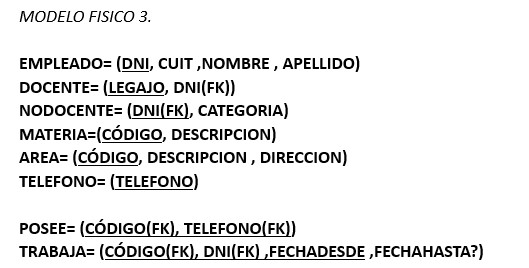 MODELO FISICO 3.
EMPLEADO= (DNI, CUIT ,NOMBRE , APELLIDO)
DOCENTE= (LEGAJO, DNI(FK))
NODOCENTE= (DNI(FK), CATEGORIA)
MATERIA=(CÓDIGO, DESCRIPCION)
AREA= (CÓDIGO, DESCRIPCION , DIRECCION)
TELEFONO= (TELEFONO)
POSEE= (CÓDIGO(FK), TELEFONO(FK))
TRABAJA= (CÓDIGO(FK), DNI(FK) ,FECHADESDE ,FECHAHASTA?)